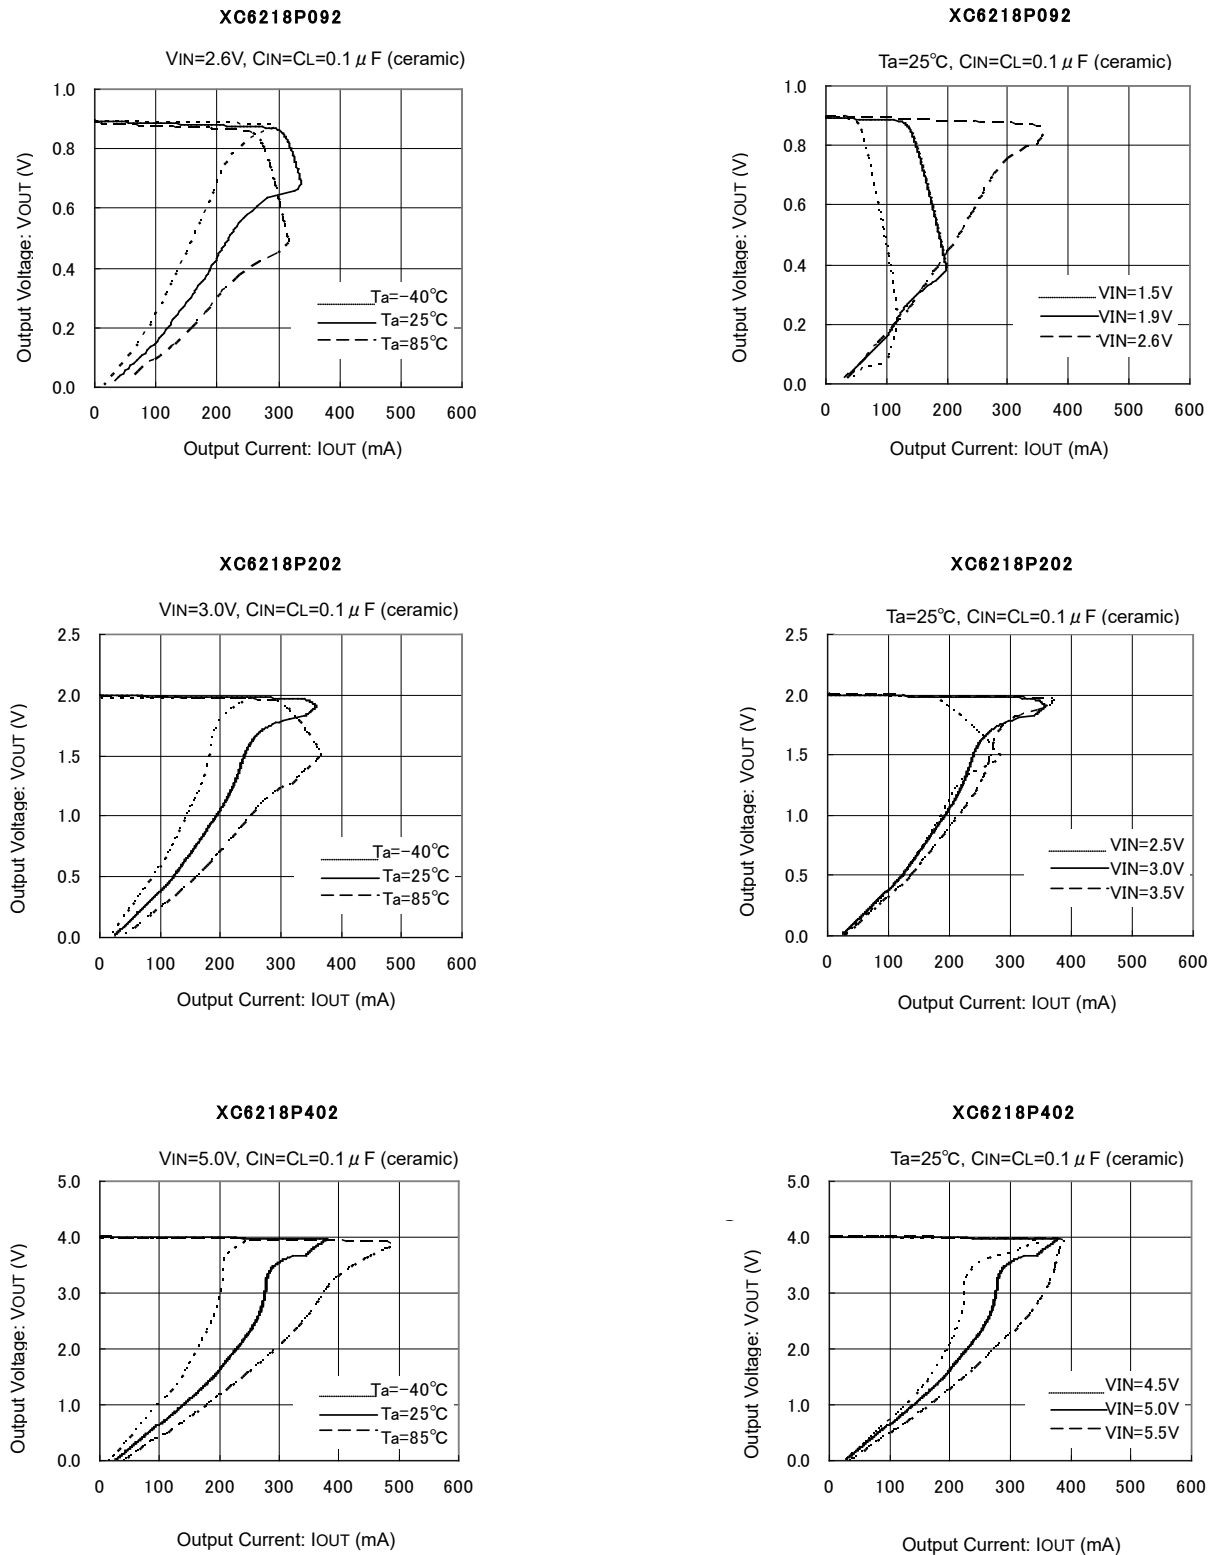 XC6218P092
VIN=2.6V, CIN=CL=0.1 μ F (ceramic)
Output Voltage: VOUT (V)
1.0
0.8
0.6
0.4
0.2
0.0
Ta=-40℃
Ta=25℃
Ta=85℃
0 100 200 300 400 500 600
Output Current: IOUT (mA)
XC6218P092
Ta=25℃, CIN=CL=0.1 μ F (ceramic)
Output Voltage: VOUT (V)
1.0
0.8
0.6
0.4
0.2
0.0
VIN=1.5V
VIN=1.9V
VIN=2.6V
0 100 200 300 400 500 600
Output Current: IOUT (mA)
XC6218P202
VIN=3.0V, CIN=CL=0.1 μ F (ceramic)
Output Voltage: VOUT (V)
2.5
2.0
1.5
1.0
0.5
0.0
Ta=-40℃
Ta=25℃
Ta=85℃
0 100 200 300 400 500 600
Output Current: IOUT (mA)
XC6218P202
Ta=25℃, CIN=CL=0.1 μ F (ceramic)
Output Voltage: VOUT (V)
2.5
2.0
1.5
1.0
0.5
0.0
VIN=2.5V
VIN=3.0V
VIN=3.5V
0 100 200 300 400 500 600
Output Current: IOUT (mA)
XC6218P402
VIN=5.0V, CIN=CL=0.1 μ F (ceramic)
Output Voltage: VOUT (V)
5.0
4.0
3.0
2.0
1.0
0.0
Ta=-40℃
Ta=25℃
Ta=85℃
0 100 200 300 400 500 600
Output Current: IOUT (mA)
XC6218P402
Ta=25℃, CIN=CL=0.1 μ F (ceramic)
Output Voltage: VOUT (V)
5.0
4.0
3.0
2.0
1.0
0.0
VIN=4.5V
VIN=5.0V
VIN=5.5V
0 100 200 300 400 500 600
Output Current: IOUT (mA)